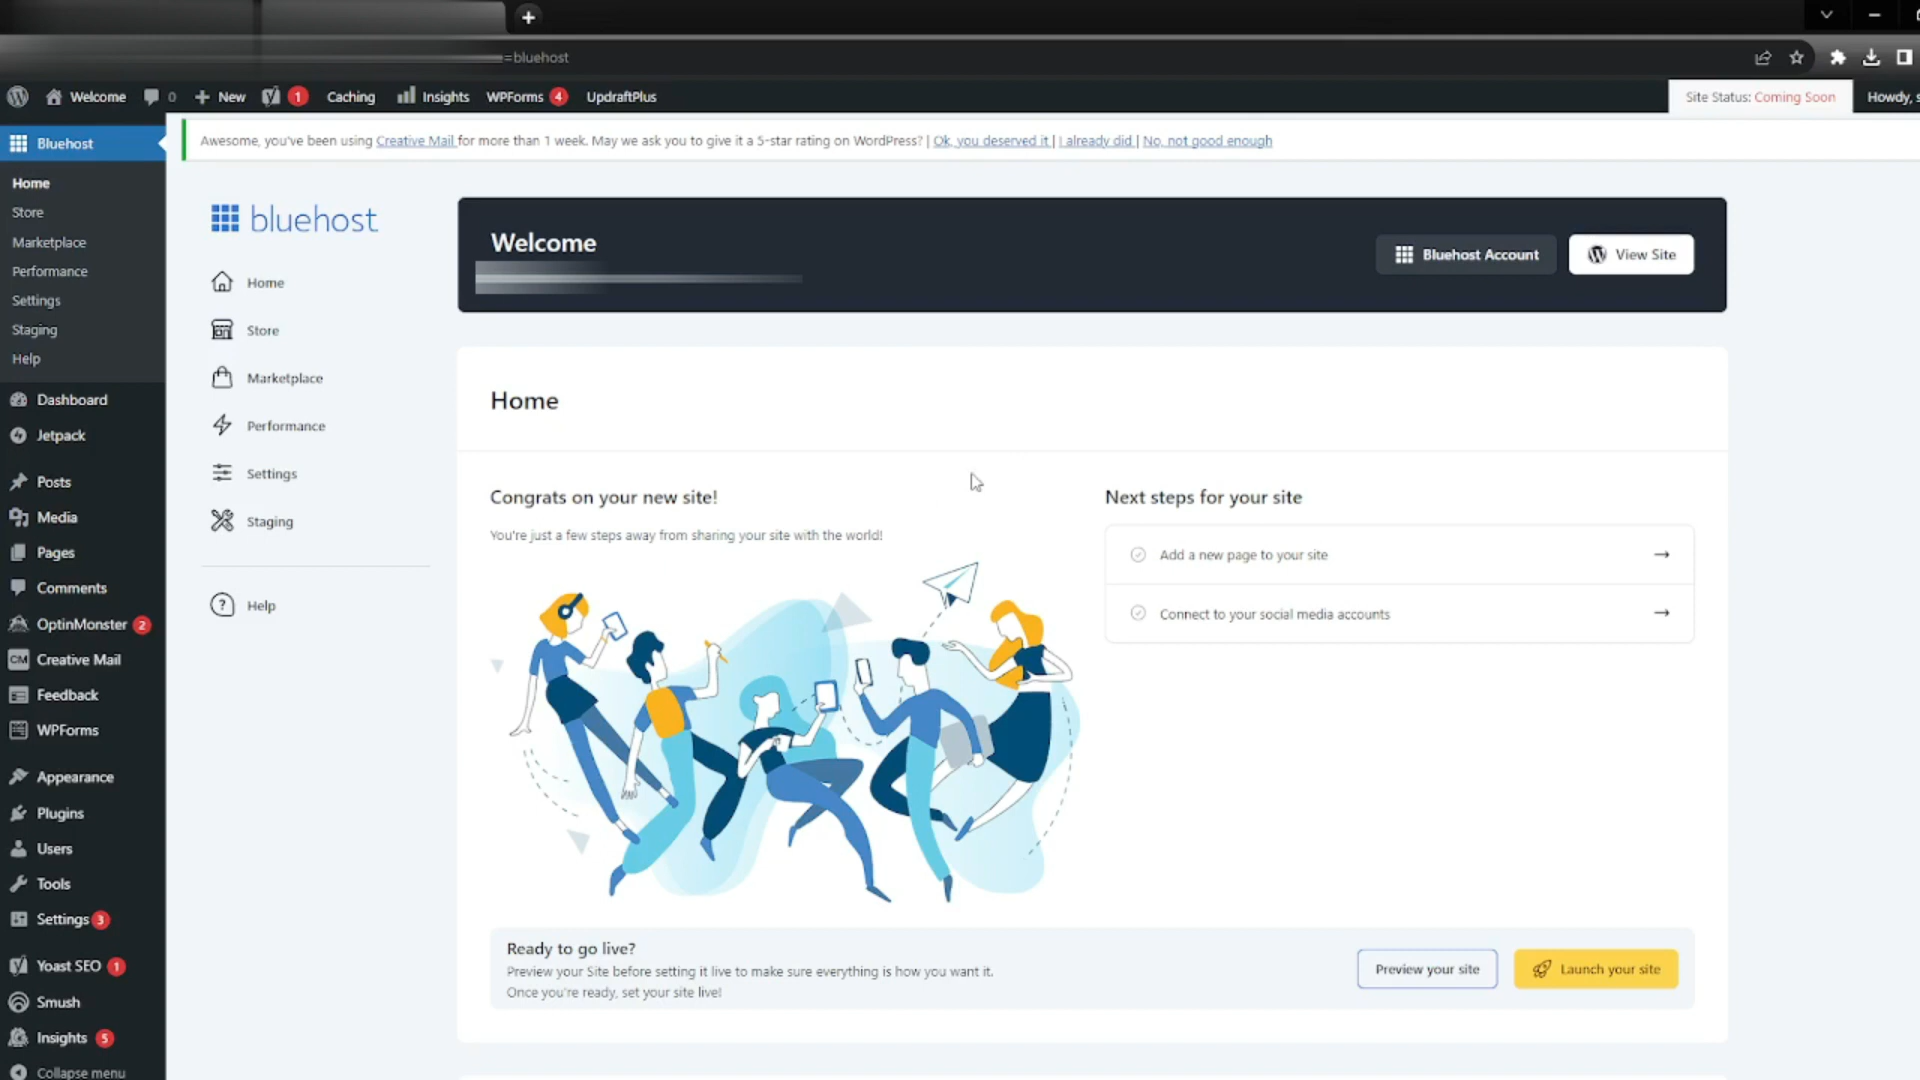 =bluehost
Welcome 0 New 1 Caching Insights WPForms 4 UpdraftPlus Site Status: Coming Soon Howdy, s
Bluehost
Awesome, you've been using Creative Mail for more than 1 week. May we ask you to give it a 5-star rating on WordPress? | Ok, you deserved it | I already did | No, not good enough
Home
Store
Marketplace
Performance
Settings
Staging
Help
Dashboard
Jetpack
Posts
Media
Pages
Comments
OptinMonster 2
CM Creative Mail
Feedback
WPForms
Appearance
Plugins
Users
Tools
Settings 3
Yoast SEO 1
Smush
Insights 5
Collapse menu
bluehost
Home
Store
Marketplace
Performance
Settings
Staging
? Help
Welcome
Bluehost Account
View Site
Home
Congrats on your new site!
You're just a few steps away from sharing your site with the world!
Next steps for your site
Add a new page to your site →
Connect to your social media accounts →
Ready to go live?
Preview your Site before setting it live to make sure everything is how you want it.
Once you're ready, set your site live!
Preview your site
Launch your site